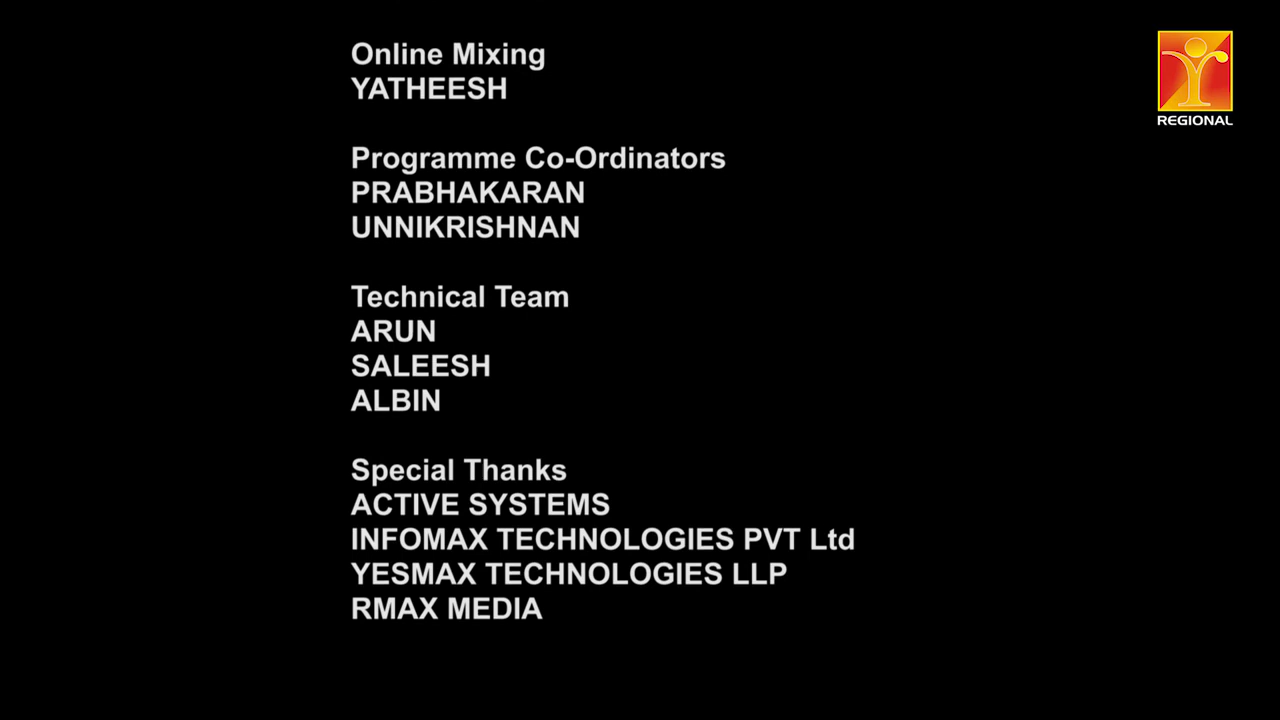 Online Mixing
YATHEESH
Programme Co-Ordinators
PRABHAKARAN
UNNIKRISHNAN
Technical Team
ARUN
SALEESH
ALBIN
Special Thanks
ACTIVE SYSTEMS
INFOMAX TECHNOLOGIES PVT Ltd
YESMAX TECHNOLOGIES LLP
RMAX MEDIA
REGIONAL